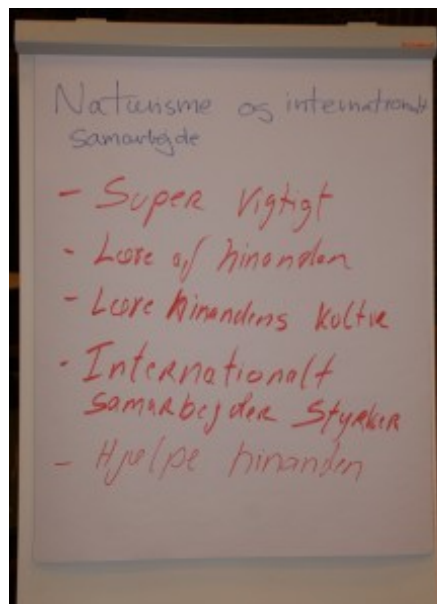 Naturisme og internationalt
samarbejde
- Super vigtigt
- Lære af hinanden
- Lære hinandens kultur
- Internationalt
samarbejder styrker
- Hjælpe hinanden